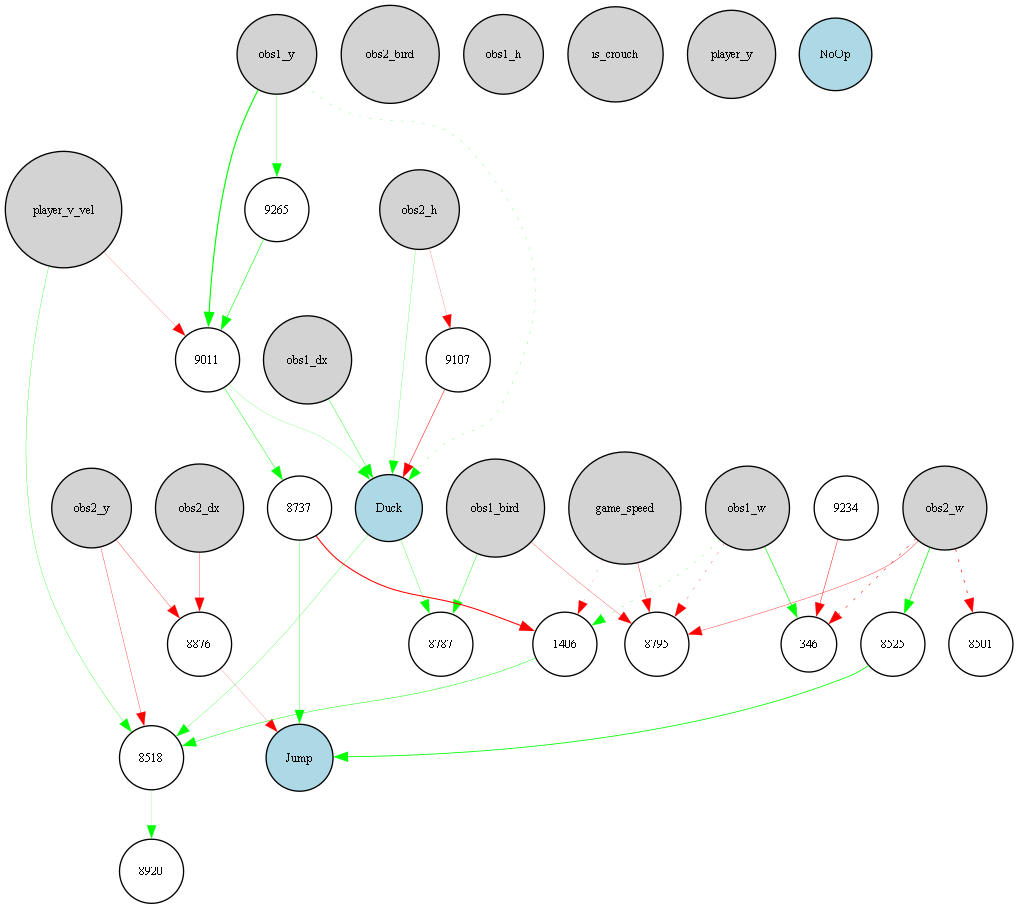 obs1_y
obs2_bird
obs1_h
is_crouch
player_y
NoOp
player_v_vel
9265
obs2_h
9011
obs1_dx
9107
obs2_y
obs2_dx
8737
Duck
obs1_bird
game_speed
obs1_w
9234
obs2_w
8876
8787
1406
8795
346
8525
8501
8518
Jump
8920